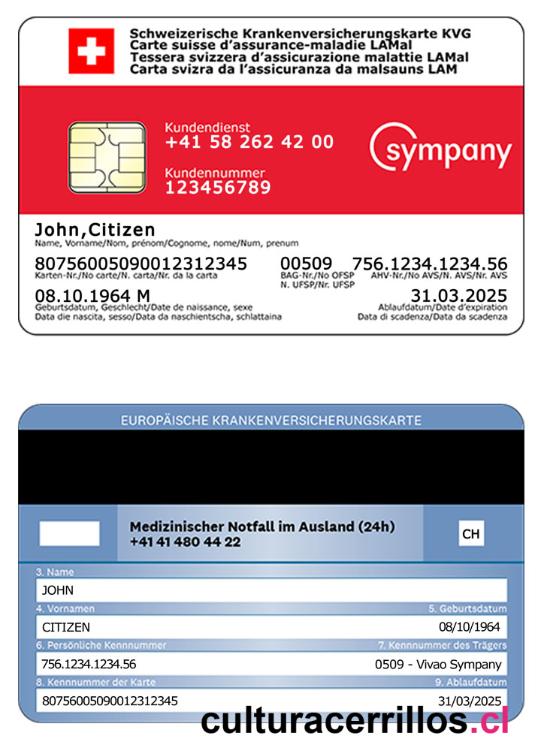 Schweizerische Krankenversicherungskarte KVG
Carte suisse d'assurance-maladie LAMal
Tessera svizzera d'assicurazione malattie LAMal
Carta svizra da l'assicuranza da malsauns LAM
Kundendienst
+41 58 262 42 00
sympany
Kundennummer
123456789
John,Citizen
Name, Vorname/Nom, prénom/Cognome, nome/Num, prenum
80756005090012312345 00509 756.1234.1234.56
Karten-Nr./No carte/N. carta/Nr. da la carta BAG-Nr./No OFSP AHV-Nr./No AVS/N. AVS/Nr. AVS
N. UFSP/Nr. UFSP
08.10.1964 M 31.03.2025
Geburtsdatum, Geschlecht/Date de naissance, sexe Ablaufdatum/Date d'expiration
Data die nascita, sesso/Data da naschientscha, schlattaina Data di scadenza/Data da scadenza
EUROPÄISCHE KRANKENVERSICHERUNGSKARTE
Medizinischer Notfall im Ausland (24h)
+41 41 480 44 22
CH
3. Name
JOHN
4. Vornamen 5. Geburtsdatum
CITIZEN 08/10/1964
6. Persönliche Kennnummer 7. Kennnummer des Trägers
756.1234.1234.56 0509 - Vivao Sympany
8. Kennnummer der Karte 9. Ablaufdatum
80756005090012312345 31/03/2025
culturacerrillos.cl